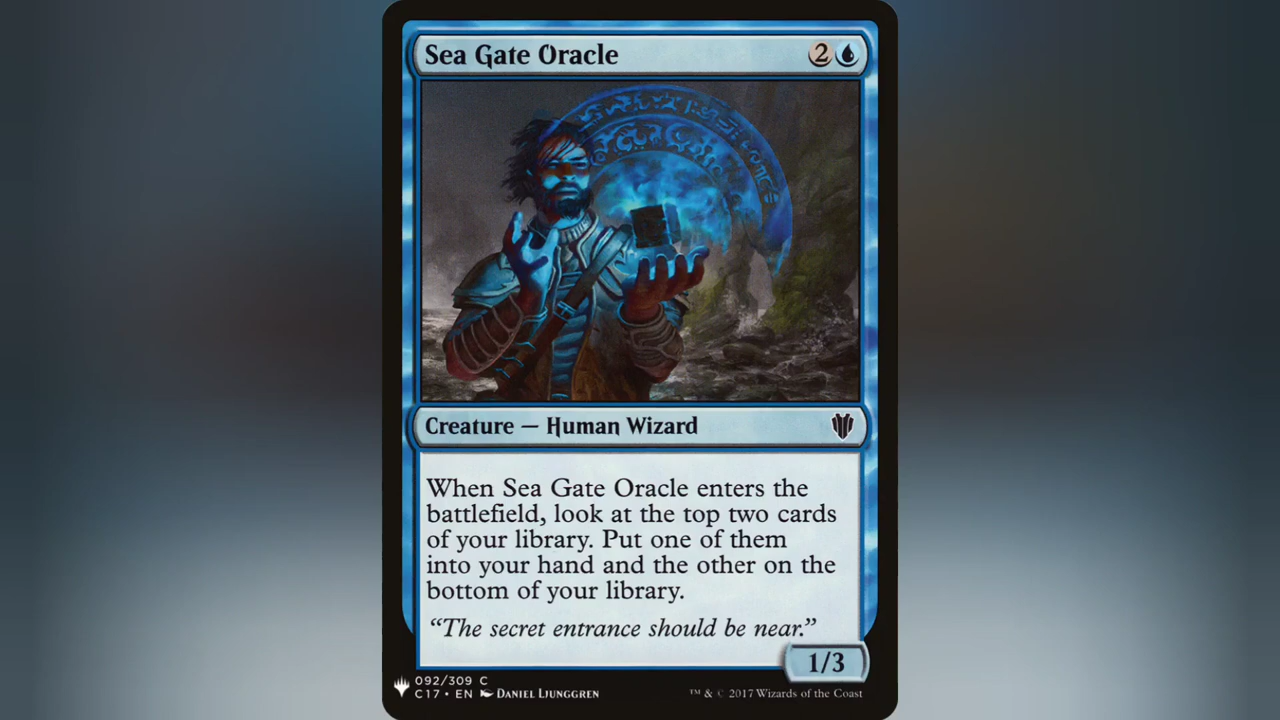 Sea Gate Oracle 2
Creature — Human Wizard
When Sea Gate Oracle enters the
battlefield, look at the top two cards
of your library. Put one of them
into your hand and the other on the
bottom of your library.
“The secret entrance should be near.”
1/3
092/309 C
C17 • EN Daniel Ljunggren
™ & © 2017 Wizards of the Coast